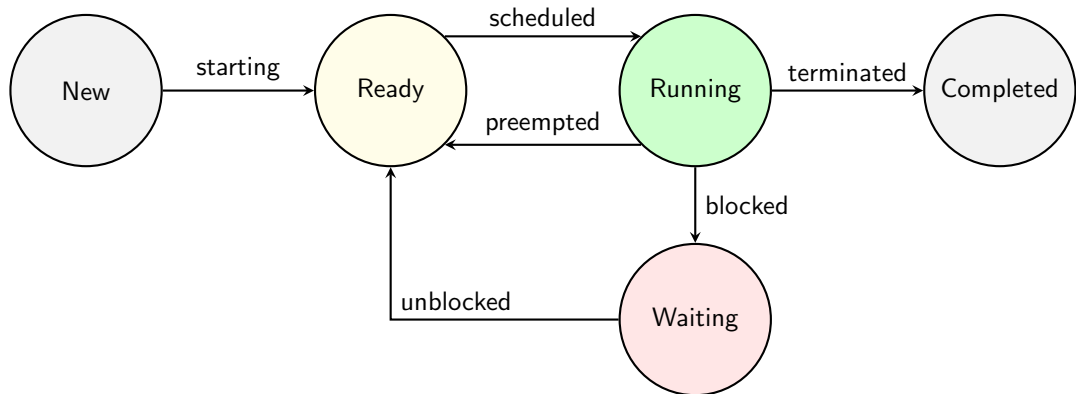 scheduled
starting
terminated
New
Ready
Running
Completed
preempted
blocked
unblocked
Waiting